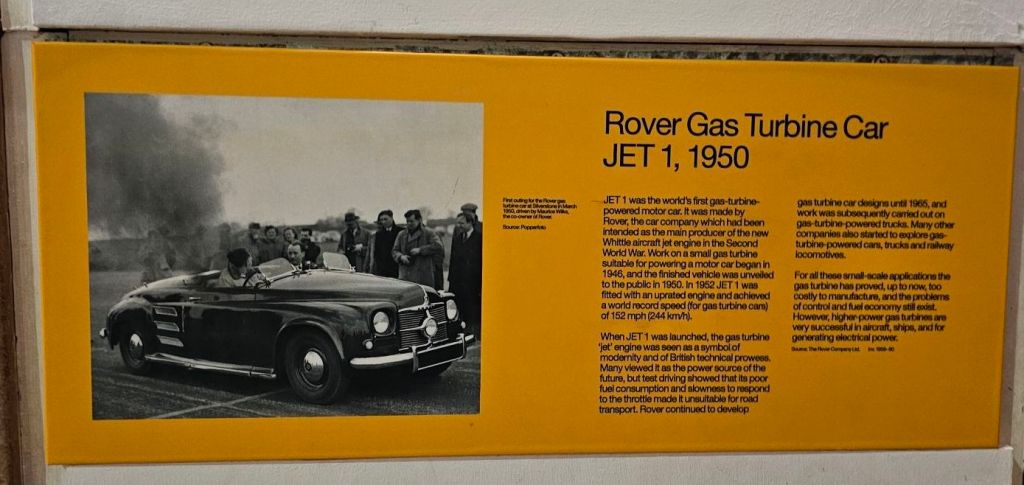 Rover Gas Turbine Car
JET 1, 1950
First outing for the Rover gas
turbine car at Silverstone in March
1950, driven by Maurice Wilks,
the co-owner of Rover.
Source: Popperfoto
JET 1 was the world's first gas-turbine-
powered motor car. It was made by
Rover, the car company which had been
intended as the main producer of the new
Whittle aircraft jet engine in the Second
World War. Work on a small gas turbine
suitable for powering a motor car began in
1946, and the finished vehicle was unveiled
to the public in 1950. In 1952 JET 1 was
fitted with an uprated engine and achieved
a world record speed (for gas turbine cars)
of 152 mph (244 km/h).
When JET 1 was launched, the gas turbine
'jet' engine was seen as a symbol of
modernity and of British technical prowess.
Many viewed it as the power source of the
future, but test driving showed that its poor
fuel consumption and slowness to respond
to the throttle made it unsuitable for road
transport. Rover continued to develop
gas turbine car designs until 1965, and
work was subsequently carried out on
gas-turbine-powered trucks. Many other
companies also started to explore gas-
turbine-powered cars, trucks and railway
locomotives.
For all these small-scale applications the
gas turbine has proved, up to now, too
costly to manufacture, and the problems
of control and fuel economy still exist.
However, higher-power gas turbines are
very successful in aircraft, ships, and for
generating electrical power.
Source: The Rover Company Ltd.